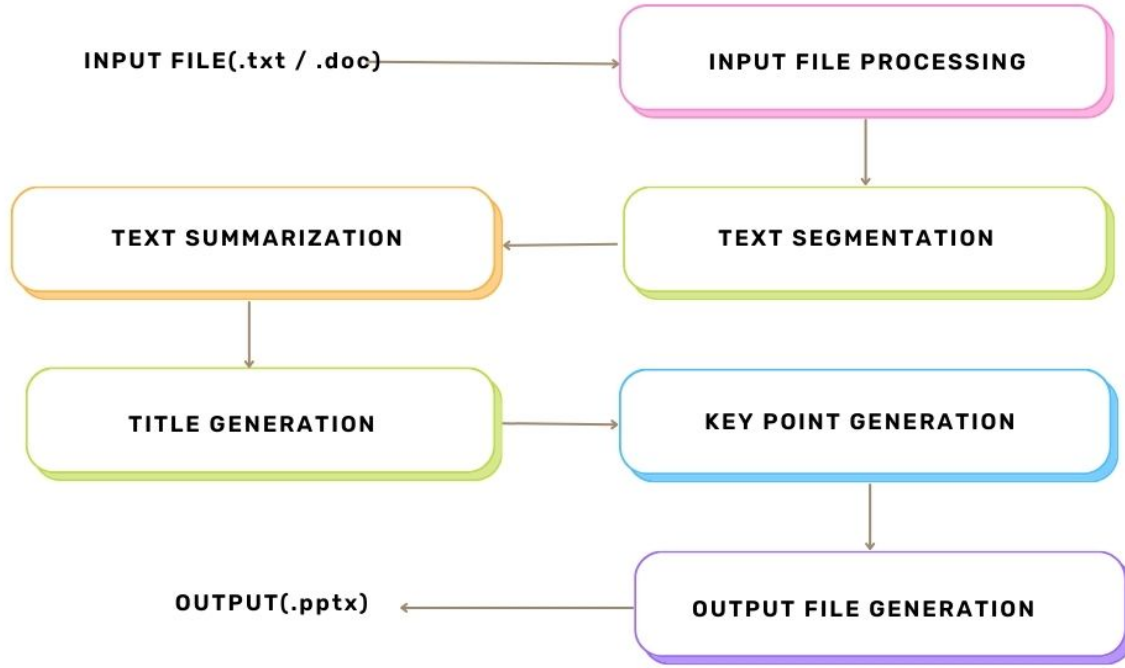 INPUT FILE(.txt / .doc)
INPUT FILE PROCESSING
TEXT SEGMENTATION
TEXT SUMMARIZATION
TITLE GENERATION
KEY POINT GENERATION
OUTPUT FILE GENERATION
OUTPUT(.pptx)